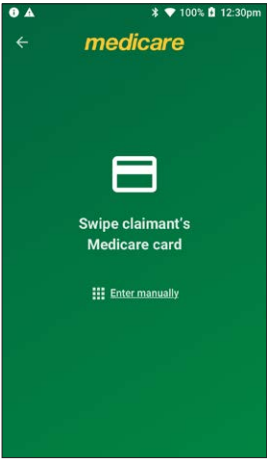 100% 12:30pm
medicare
Swipe claimant's
Medicare card
Enter manually